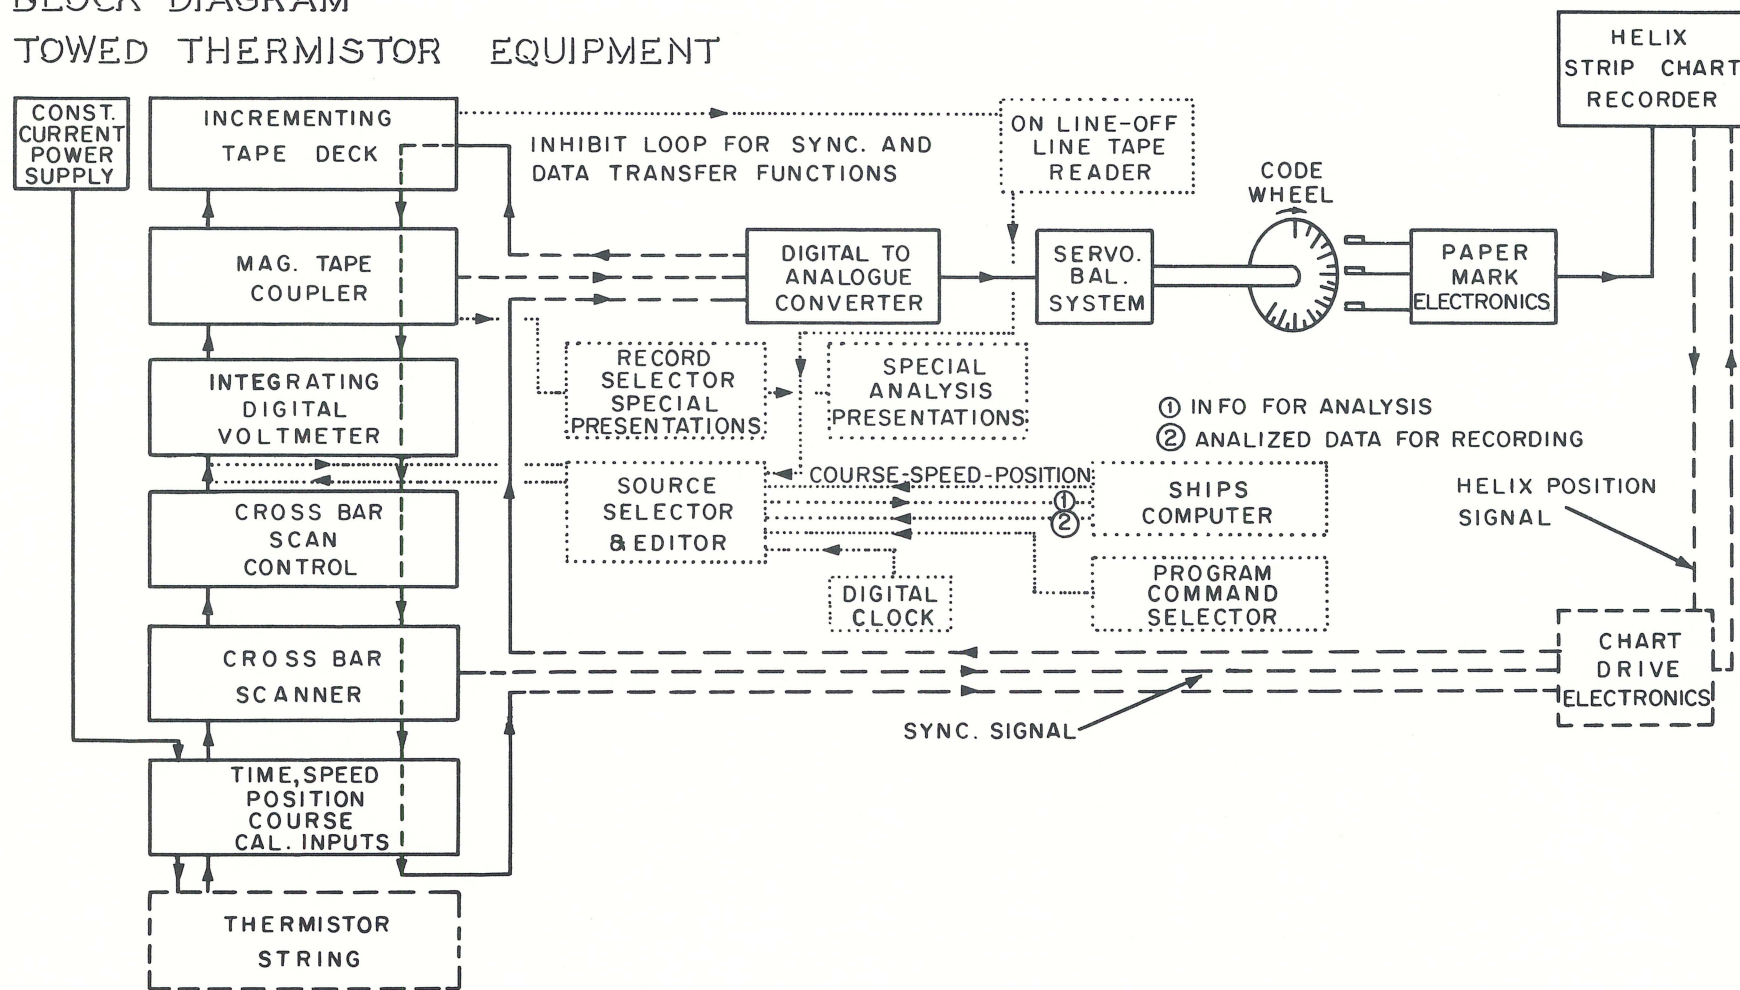 BLOCK DIAGRAM
TOWED THERMISTOR EQUIPMENT
CONST.
CURRENT
POWER
SUPPLY
INCREMENTING
TAPE DECK
INHIBIT LOOP FOR SYNC. AND
DATA TRANSFER FUNCTIONS
ON LINE-OFF
LINE TAPE
READER
HELIX
STRIP CHART
RECORDER
CODE
WHEEL
MAG. TAPE
COUPLER
DIGITAL TO
ANALOGUE
CONVERTER
SERVO.
BAL.
SYSTEM
PAPER
MARK
ELECTRONICS
INTEGRATING
DIGITAL
VOLTMETER
RECORD
SELECTOR
SPECIAL
PRESENTATIONS
SPECIAL
ANALYSIS
PRESENTATIONS
① INFO FOR ANALYSIS
② ANALIZED DATA FOR RECORDING
CROSS BAR
SCAN
CONTROL
SOURCE
SELECTOR
& EDITOR
COURSE-SPEED-POSITION
①
②
SHIPS
COMPUTER
HELIX POSITION
SIGNAL
DIGITAL
CLOCK
PROGRAM
COMMAND
SELECTOR
CROSS BAR
SCANNER
SYNC. SIGNAL
CHART
DRIVE
ELECTRONICS
TIME, SPEED
POSITION
COURSE
CAL. INPUTS
THERMISTOR
STRING